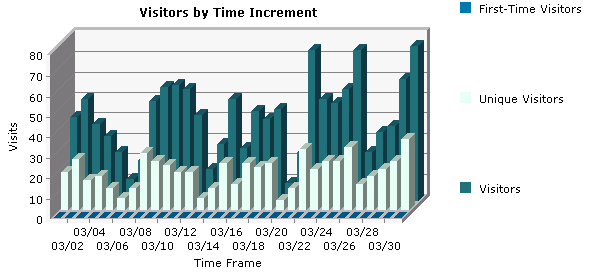 Visitors by Time Increment
First-Time Visitors
Unique Visitors
Visitors
Visits
80
70
60
50
40
30
20
10
0
03/04 03/08 03/12 03/16 03/20 03/24 03/28
03/02 03/06 03/10 03/14 03/18 03/22 03/26 03/30
Time Frame